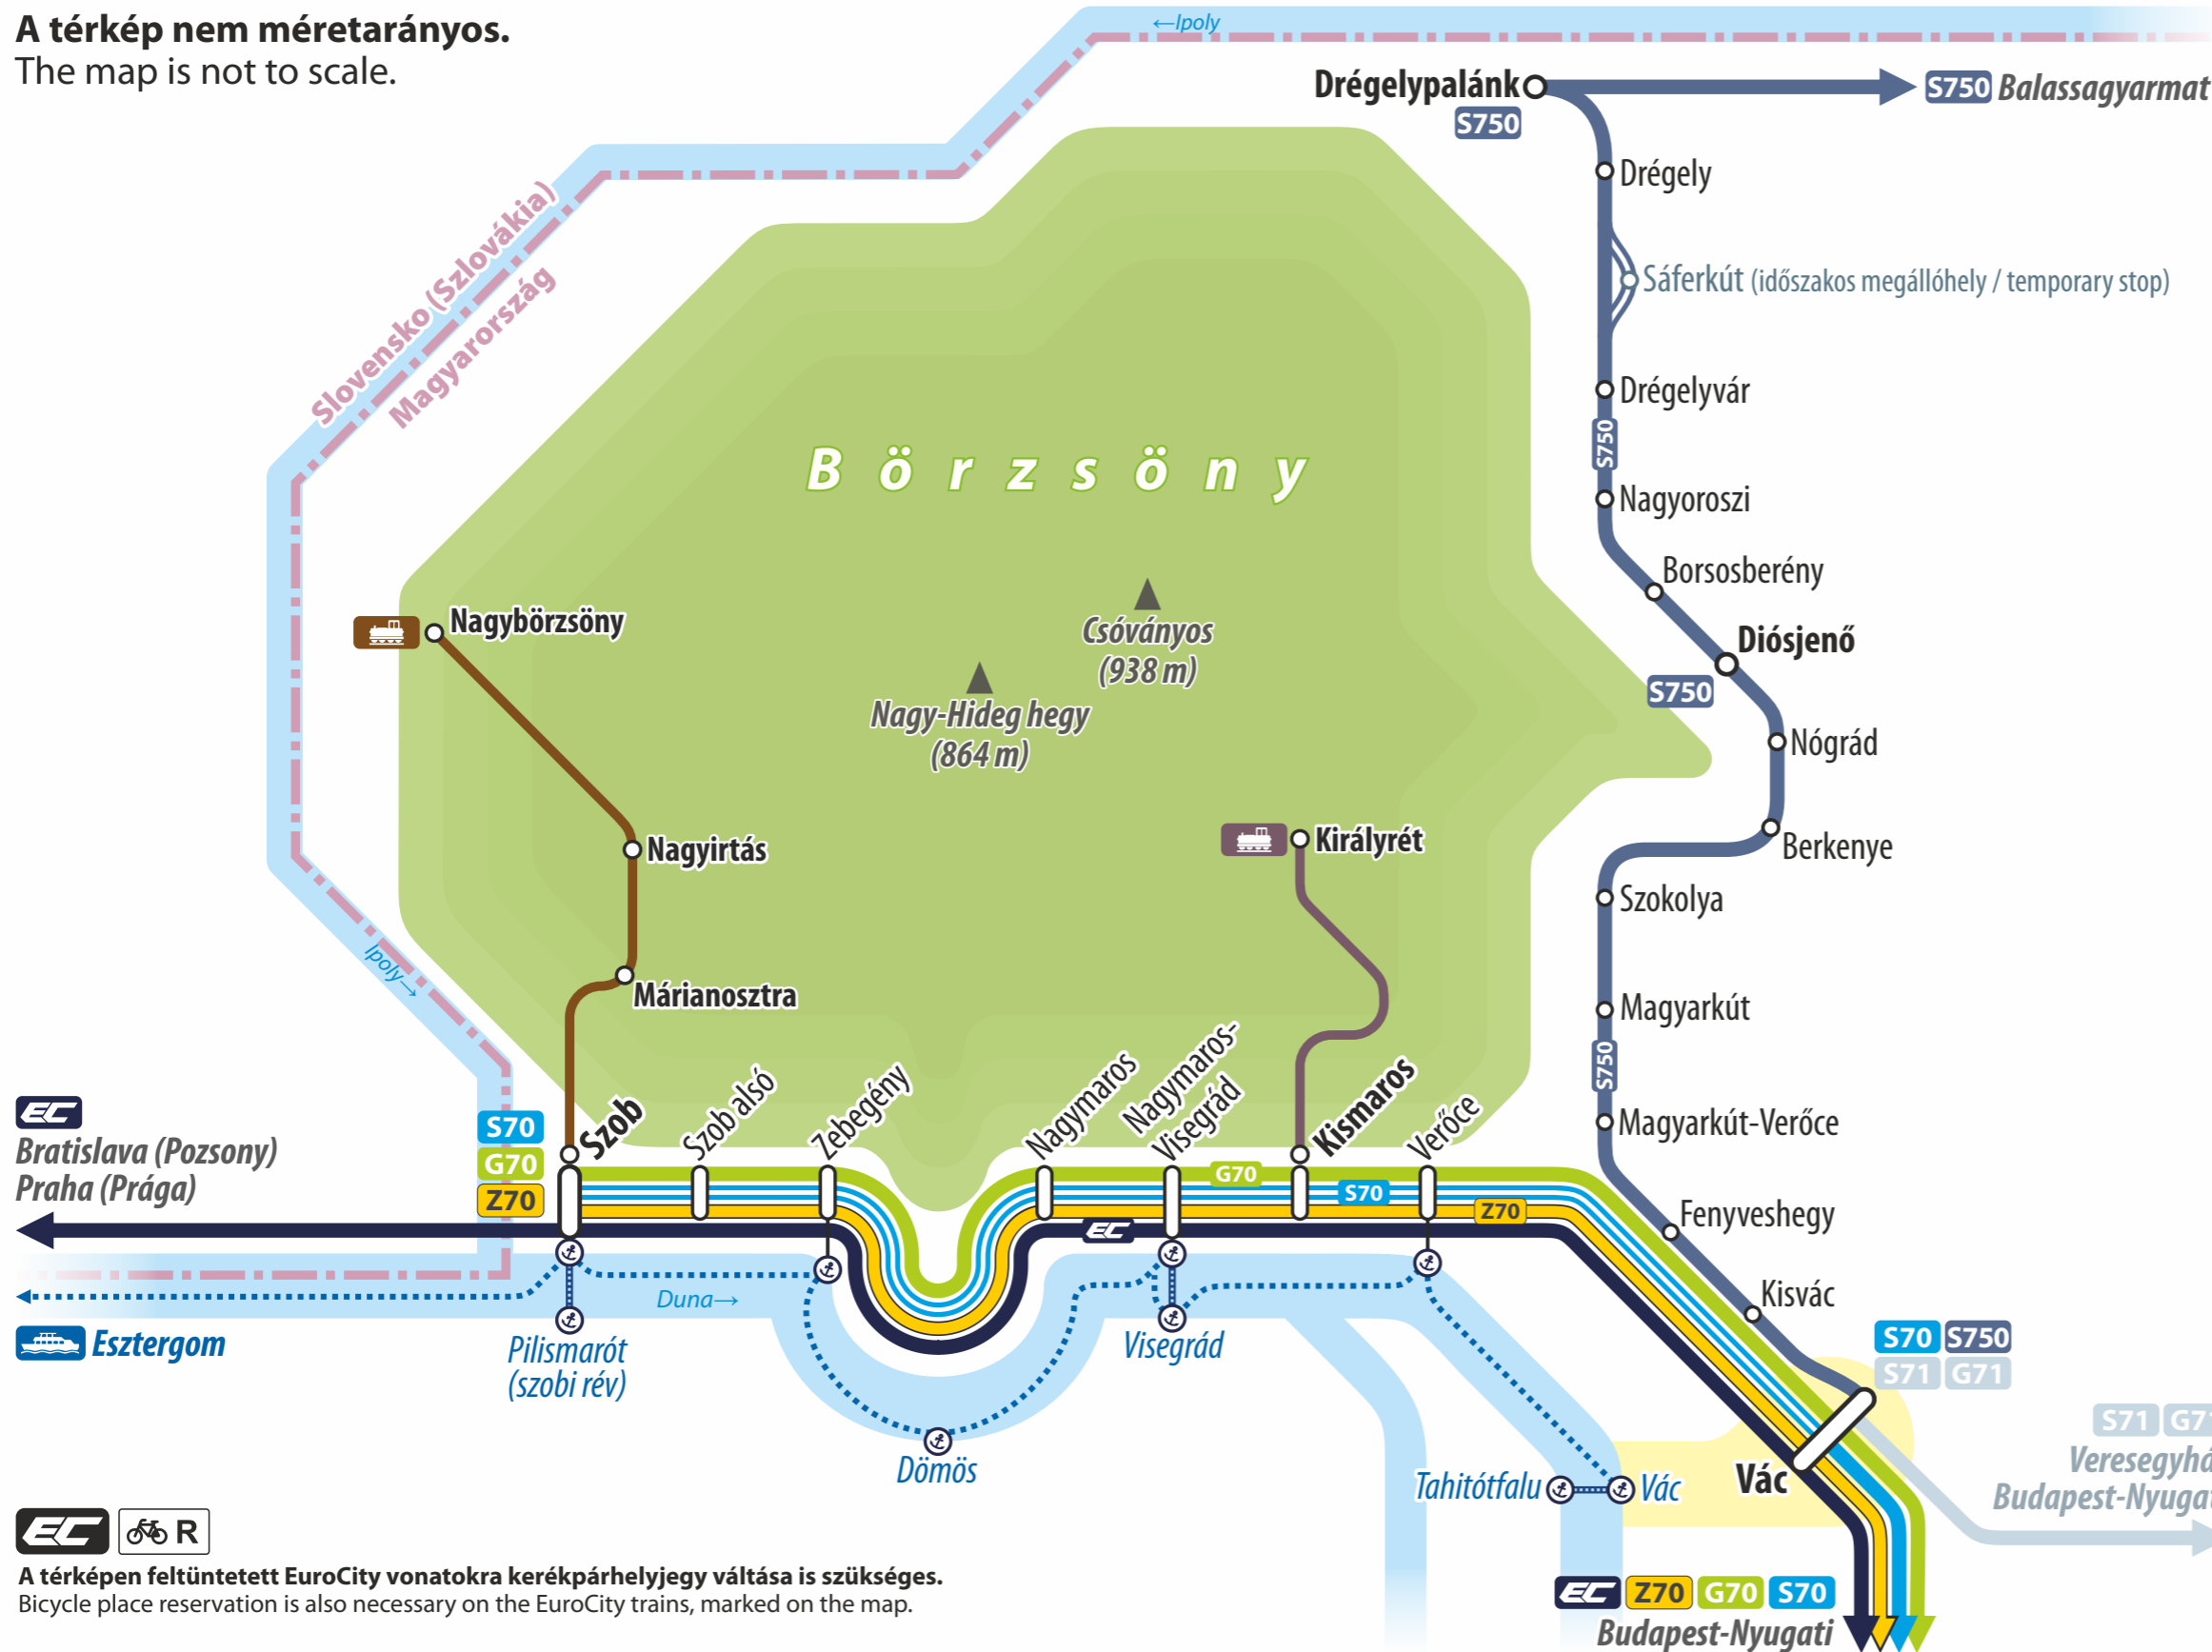 A térkép nem méretarányos.
The map is not to scale.
←Ipoly
Drégelypalánk
S750
S750 Balassagyarmat
Drégely
Sáferkút (időszakos megállóhely / temporary stop)
Drégelyvár
S750
Nagyoroszi
Borsosberény
Diósjenő
S750
Nógrád
Berkenye
Szokolya
Magyarkút
S750
Magyarkút-Verőce
Fenyveshegy
Kisvác
Slovensko (Szlovákia)
Magyarország
Börzsöny
Csóványos
(938 m)
Nagy-Hideg hegy
(864 m)
Nagybörzsöny
Nagyirtás
Márianosztra
Királyrét
Ipoly→
EC
Bratislava (Pozsony)
Praha (Prága)
S70
G70
Z70
Szob
Szob alsó
Zebegény
Nagymaros
Nagymaros-
Visegrád
Kismaros
Verőce
G70
S70
Z70
EC
Duna→
Esztergom
Pilismarót
(szobi rév)
Visegrád
Dömös
Tahitótfalu
Vác
Vác
S70 S750
S71 G71
S71
Budapest-Nyugati
EC Z70 G70 S70
EC R
A térképen feltüntetett EuroCity vonatokra kerékpárhelyjegy váltása is szükséges.
Bicycle place reservation is also necessary on the EuroCity trains, marked on the map.